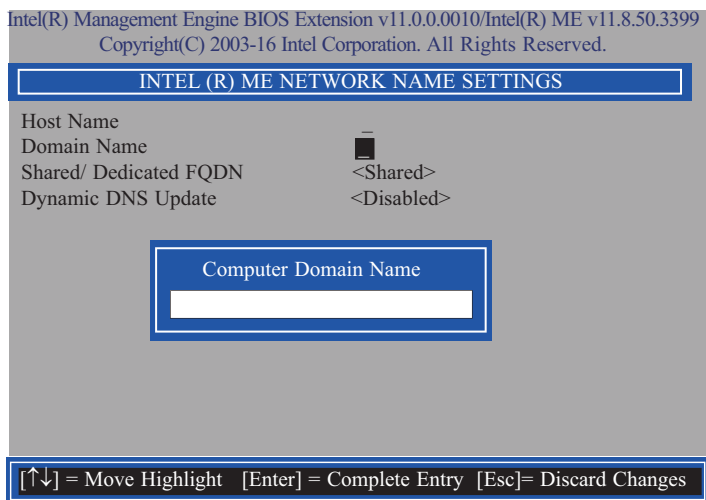 Intel(R) Management Engine BIOS Extension v11.0.0.0010/Intel(R) ME v11.8.50.3399
Copyright(C) 2003-16 Intel Corporation. All Rights Reserved.
INTEL (R) ME NETWORK NAME SETTINGS
Host Name _
Domain Name _
Shared/ Dedicated FQDN <Shared>
Dynamic DNS Update <Disabled>
Computer Domain Name
[↑↓] = Move Highlight [Enter] = Complete Entry [Esc]= Discard Changes